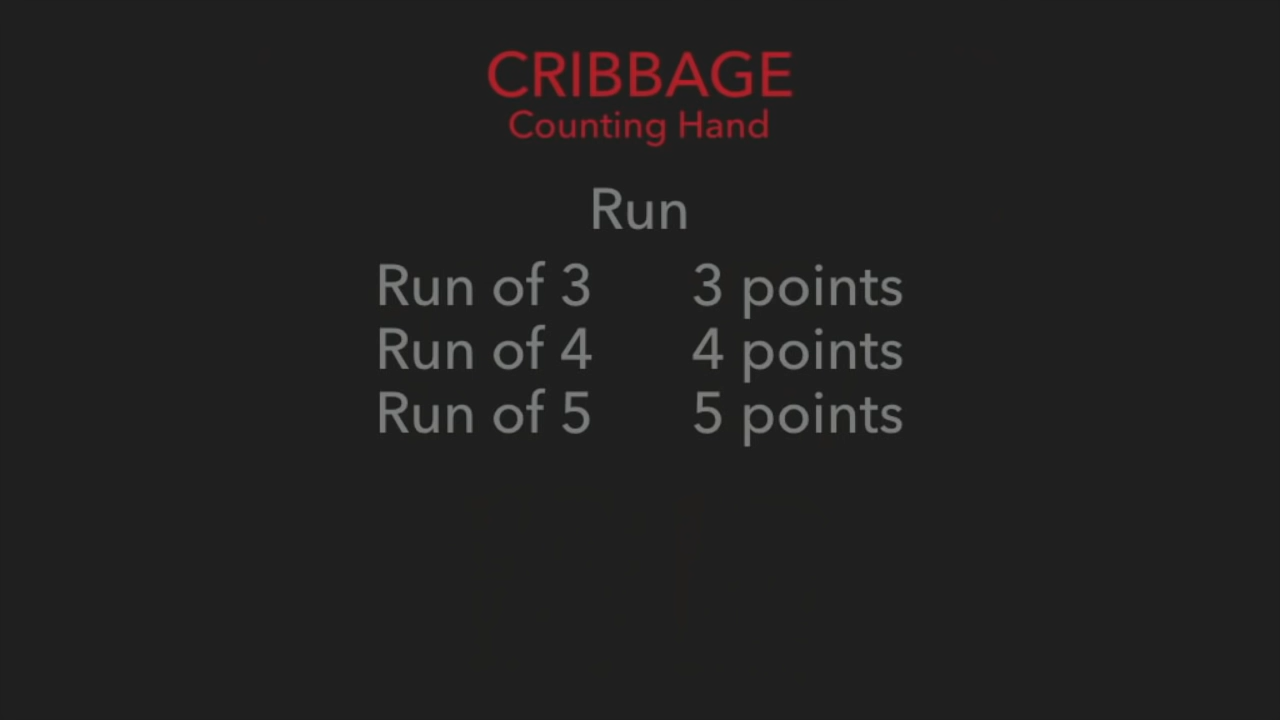 CRIBBAGE
Counting Hand
Run
Run of 3 3 points
Run of 4 4 points
Run of 5 5 points